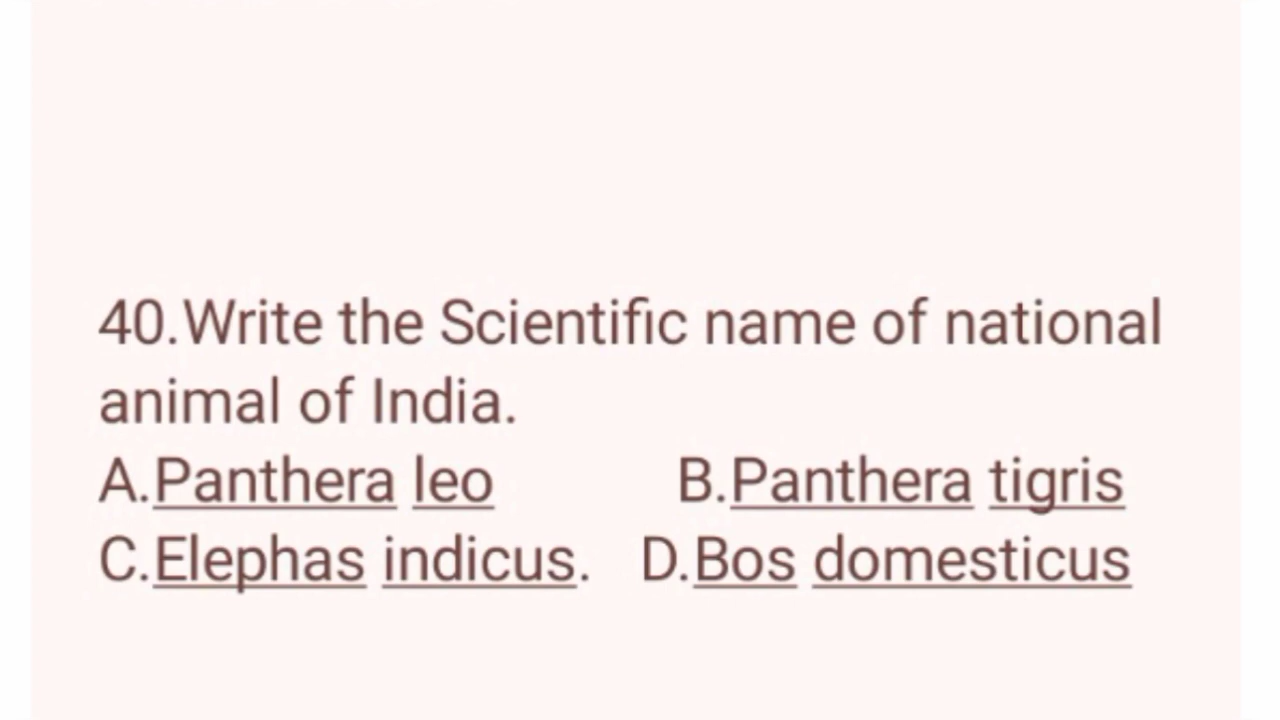 40.Write the Scientific name of national
animal of India.
A.Panthera leo B.Panthera tigris
C.Elephas indicus. D.Bos domesticus